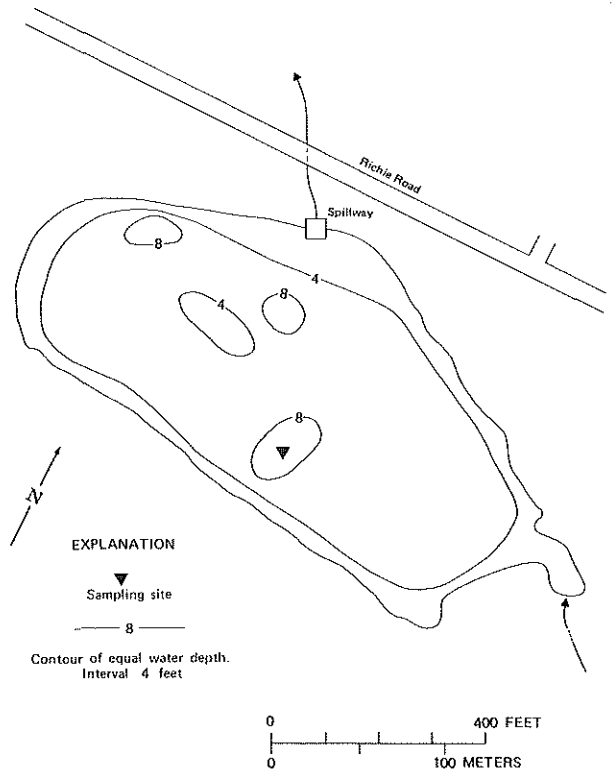 Richie Road
Spillway
8
4
4
8
8
N
EXPLANATION
Sampling site
8
Contour of equal water depth.
Interval 4 feet
0 400 FEET
0 100 METERS